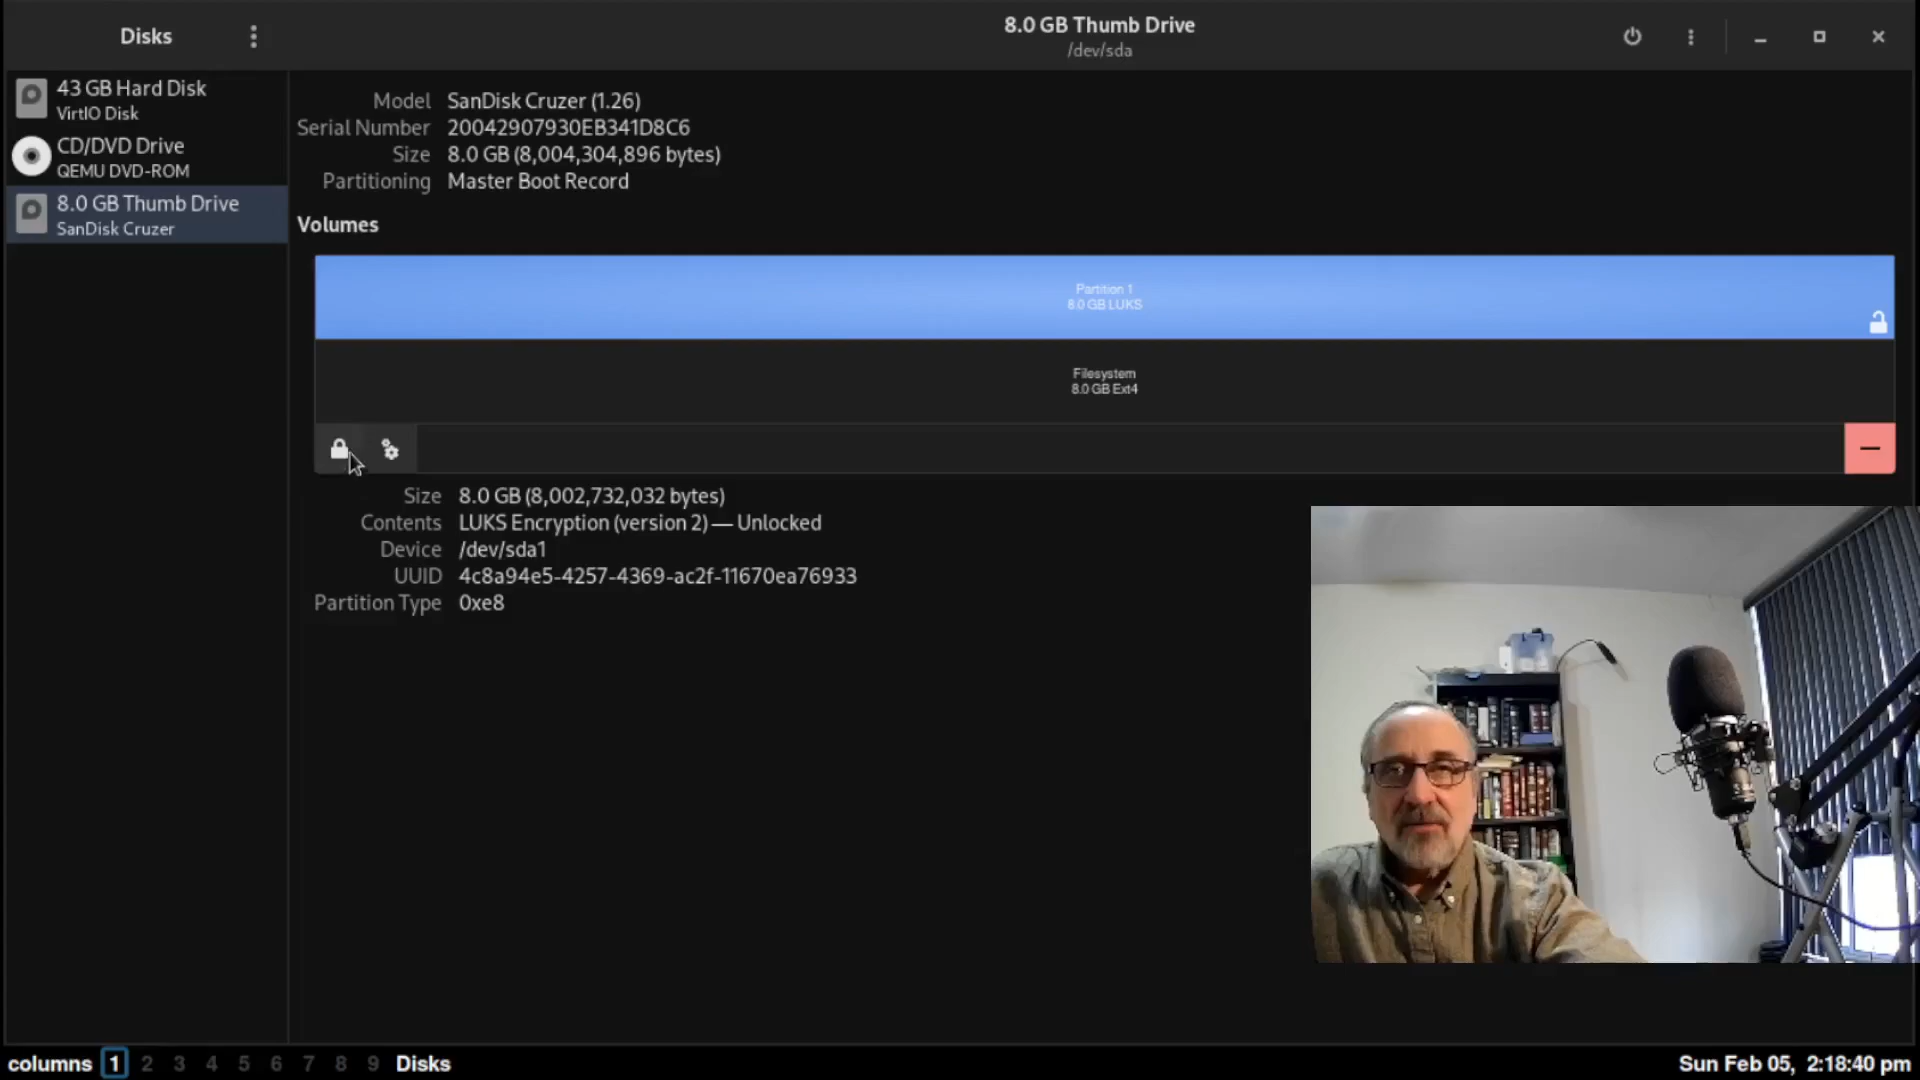 Disks
8.0 GB Thumb Drive
/dev/sda
43 GB Hard Disk
VirtIO Disk
CD/DVD Drive
QEMU DVD-ROM
8.0 GB Thumb Drive
SanDisk Cruzer
Model SanDisk Cruzer (1.26)
Serial Number 20042907930EB341D8C6
Size 8.0 GB (8,004,304,896 bytes)
Partitioning Master Boot Record
Volumes
Partition 1
8.0 GB LUKS
Filesystem
8.0 GB Ext4
Size 8.0 GB (8,002,732,032 bytes)
Contents LUKS Encryption (version 2) — Unlocked
Device /dev/sda1
UUID 4c8a94e5-4257-4369-ac2f-11670ea76933
Partition Type 0xe8
columns 1 2 3 4 5 6 7 8 9 Disks
Sun Feb 05, 2:18:40 pm